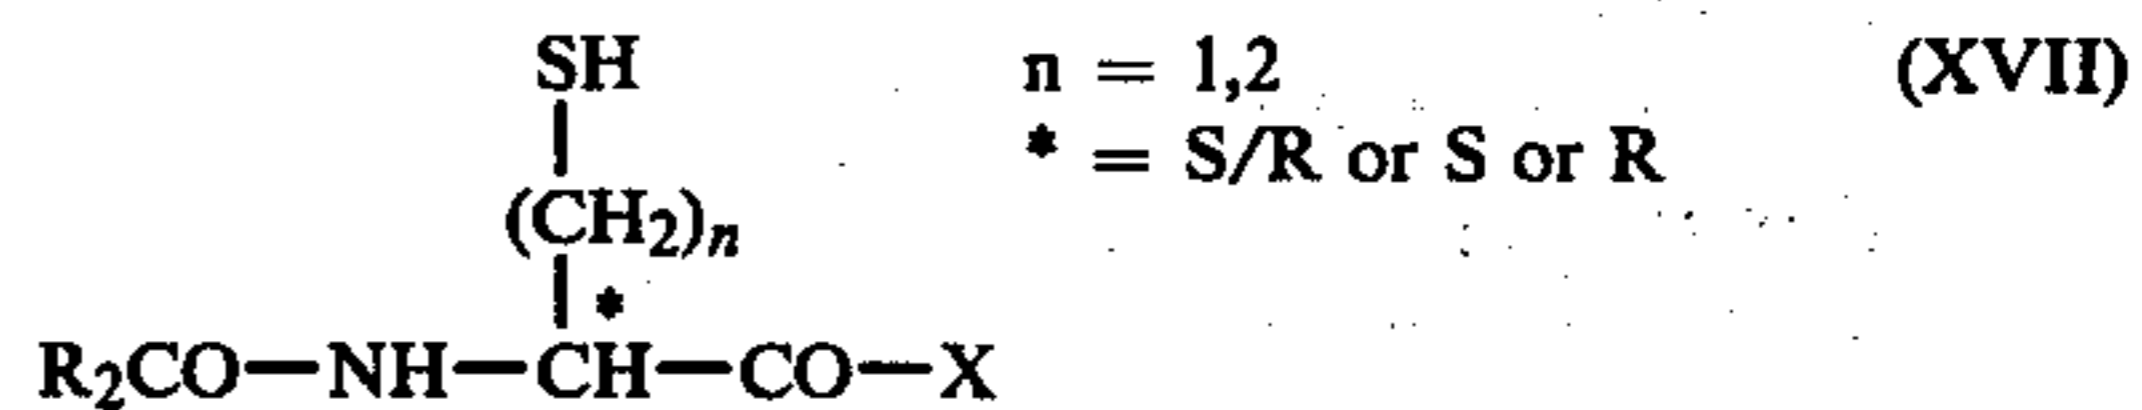 SH n = 1,2 (XVII)
* = S/R or S or R
(CH2)n
*
R2CO—NH—CH—CO—X